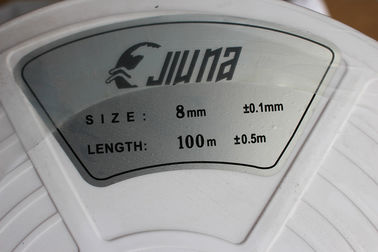 JIUNA
SIZE: 8mm ±0.1mm
LENGTH: 100m ±0.5m